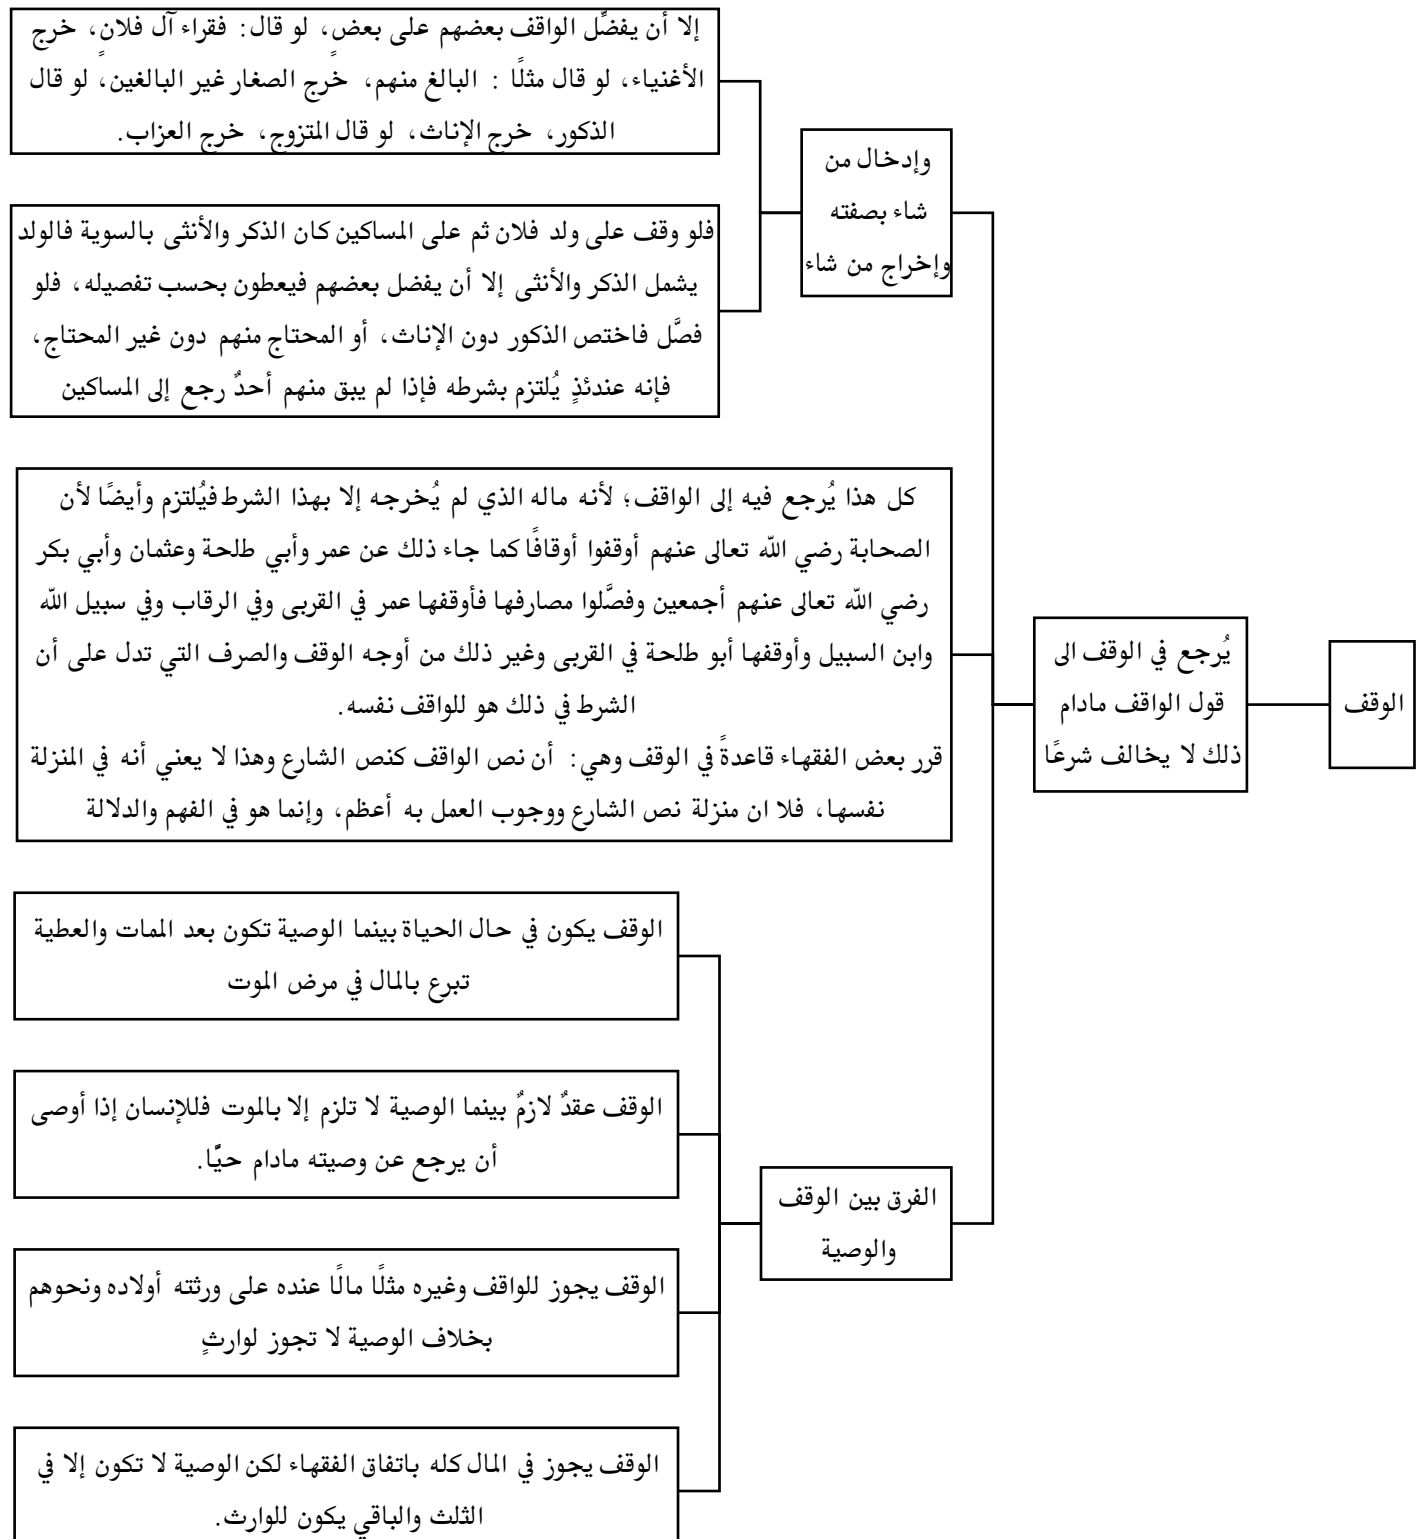 الوقف
يُرجع في الوقف الى
قول الواقف مادام
ذلك لا يخالف شرعًا
وإدخال من
شاء بصفته
وإخراج من شاء
إلا أن يفضِّل الواقف بعضهم على بعضٍ، لو قال: فقراء آل فلانٍ، خرج
الأغنياء، لو قال مثلًا : البالغ منهم، خرج الصغار غير البالغين، لو قال
الذكور، خرج الإناث، لو قال المتزوج، خرج العزاب.
فلو وقف على ولد فلان ثم على المساكين كان الذكر والأنثى بالسوية فالولد
يشمل الذكر والأنثى إلا أن يفضل بعضهم فيعطون بحسب تفصيله، فلو
فصَّل فاختص الذكور دون الإناث، أو المحتاج منهم دون غير المحتاج،
فإنه عندئذٍ يُلتزم بشرطه فإذا لم يبق منهم أحدٌ رجع إلى المساكين
كل هذا يُرجع فيه إلى الواقف؛ لأنه ماله الذي لم يُخرجه إلا بهذا الشرط فيُلتزم وأيضًا لأن
الصحابة رضي الله تعالى عنهم أوقفوا أوقافًا كما جاء ذلك عن عمر وأبي طلحة وعثمان وأبي بكر
رضي الله تعالى عنهم أجمعين وفصَّلوا مصارفها فأوقفها عمر في القربى وفي الرقاب وفي سبيل الله
وابن السبيل وأوقفها أبو طلحة في القربى وغير ذلك من أوجه الوقف والصرف التي تدل على أن
الشرط في ذلك هو للواقف نفسه.
قرر بعض الفقهاء قاعدةً في الوقف وهي: أن نص الواقف كنص الشارع وهذا لا يعني أنه في المنزلة
نفسها، فلا ان منزلة نص الشارع ووجوب العمل به أعظم، وإنما هو في الفهم والدلالة
الفرق بين الوقف
والوصية
الوقف يكون في حال الحياة بينما الوصية تكون بعد الممات والعطية
تبرع بالمال في مرض الموت
الوقف عقدٌ لازمٌ بينما الوصية لا تلزم إلا بالموت فللإنسان إذا أوصى
أن يرجع عن وصيته مادام حيًّا.
الوقف يجوز للواقف وغيره مثلًا مالًا عنده على ورثته أولاده ونحوهم
بخلاف الوصية لا تجوز لوارثٍ
الوقف يجوز في المال كله باتفاق الفقهاء لكن الوصية لا تكون إلا في
الثلث والباقي يكون للوارث.